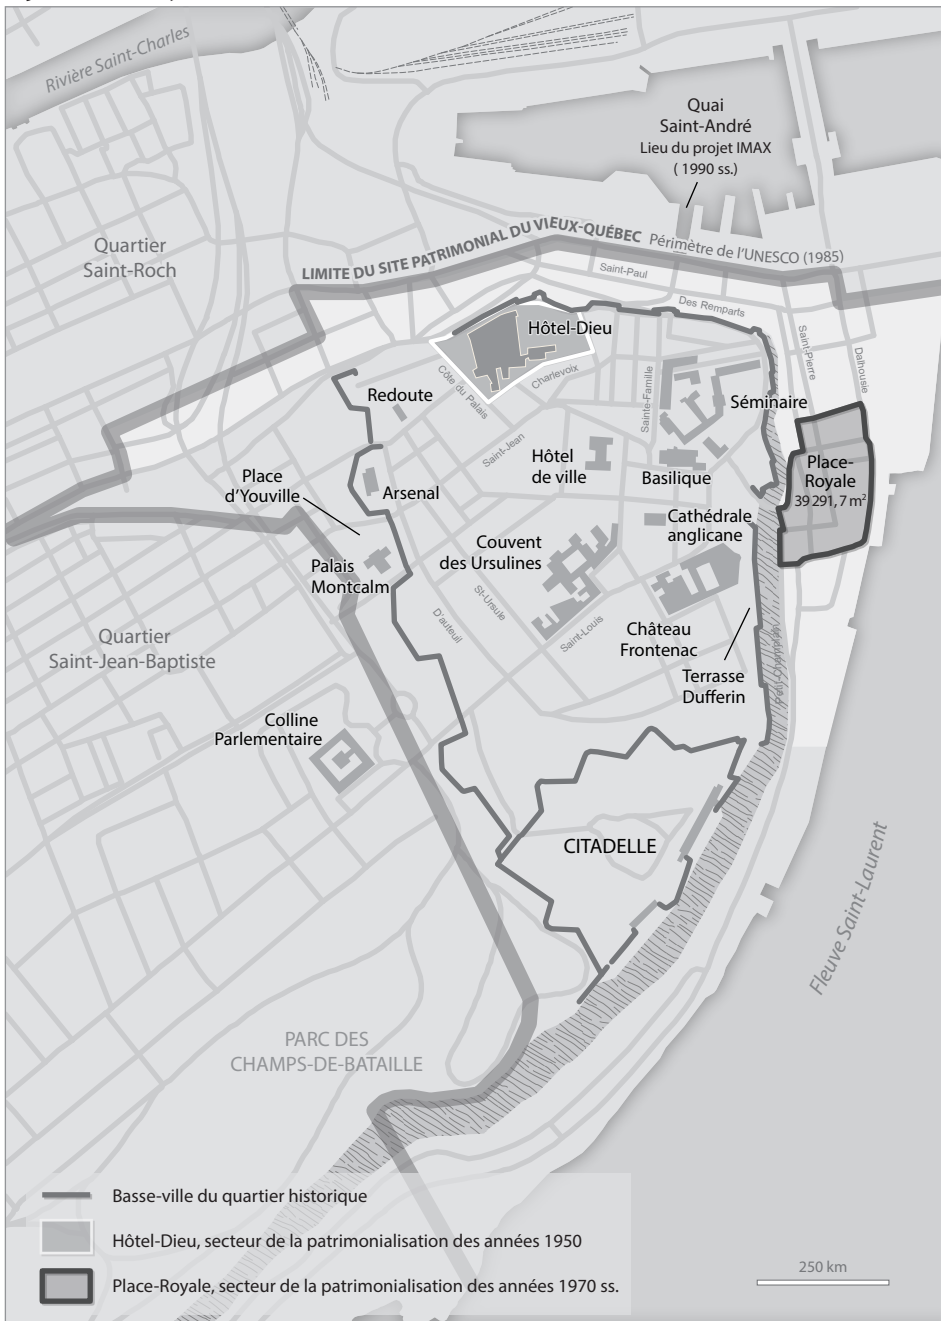 Rivière Saint-Charles
Quai
Saint-André
Lieu du projet IMAX
( 1990 ss.)
Quartier
Saint-Roch
LIMITE DU SITE PATRIMONIAL DU VIEUX-QUÉBEC Périmètre de l'UNESCO (1985)
Saint-Paul
Des Remparts
Hôtel-Dieu
Saint-Pierre
Dalhousie
Côte du Palais
Charlevoix
Sainte-Famille
Redoute
Séminaire
Saint-Jean
Hôtel
de ville
Basilique
Place-
Royale
39 291,7 m²
Place
d'Youville
Arsenal
Cathédrale
anglicane
Couvent
des Ursulines
Palais
Montcalm
St-Ursule
D'auteuil
Saint-Louis
Château
Frontenac
Terrasse
Dufferin
Petit-Champlain
Quartier
Saint-Jean-Baptiste
Colline
Parlementaire
CITADELLE
Fleuve Saint-Laurent
PARC DES
CHAMPS-DE-BATAILLE
Basse-ville du quartier historique
Hôtel-Dieu, secteur de la patrimonialisation des années 1950
Place-Royale, secteur de la patrimonialisation des années 1970 ss.
250 km